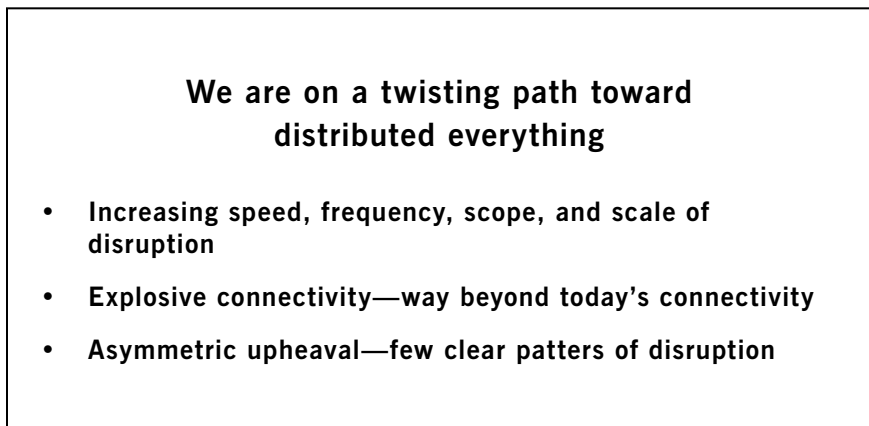 We are on a twisting path toward
distributed everything
• Increasing speed, frequency, scope, and scale of
disruption
• Explosive connectivity—way beyond today’s connectivity
• Asymmetric upheaval—few clear patters of disruption